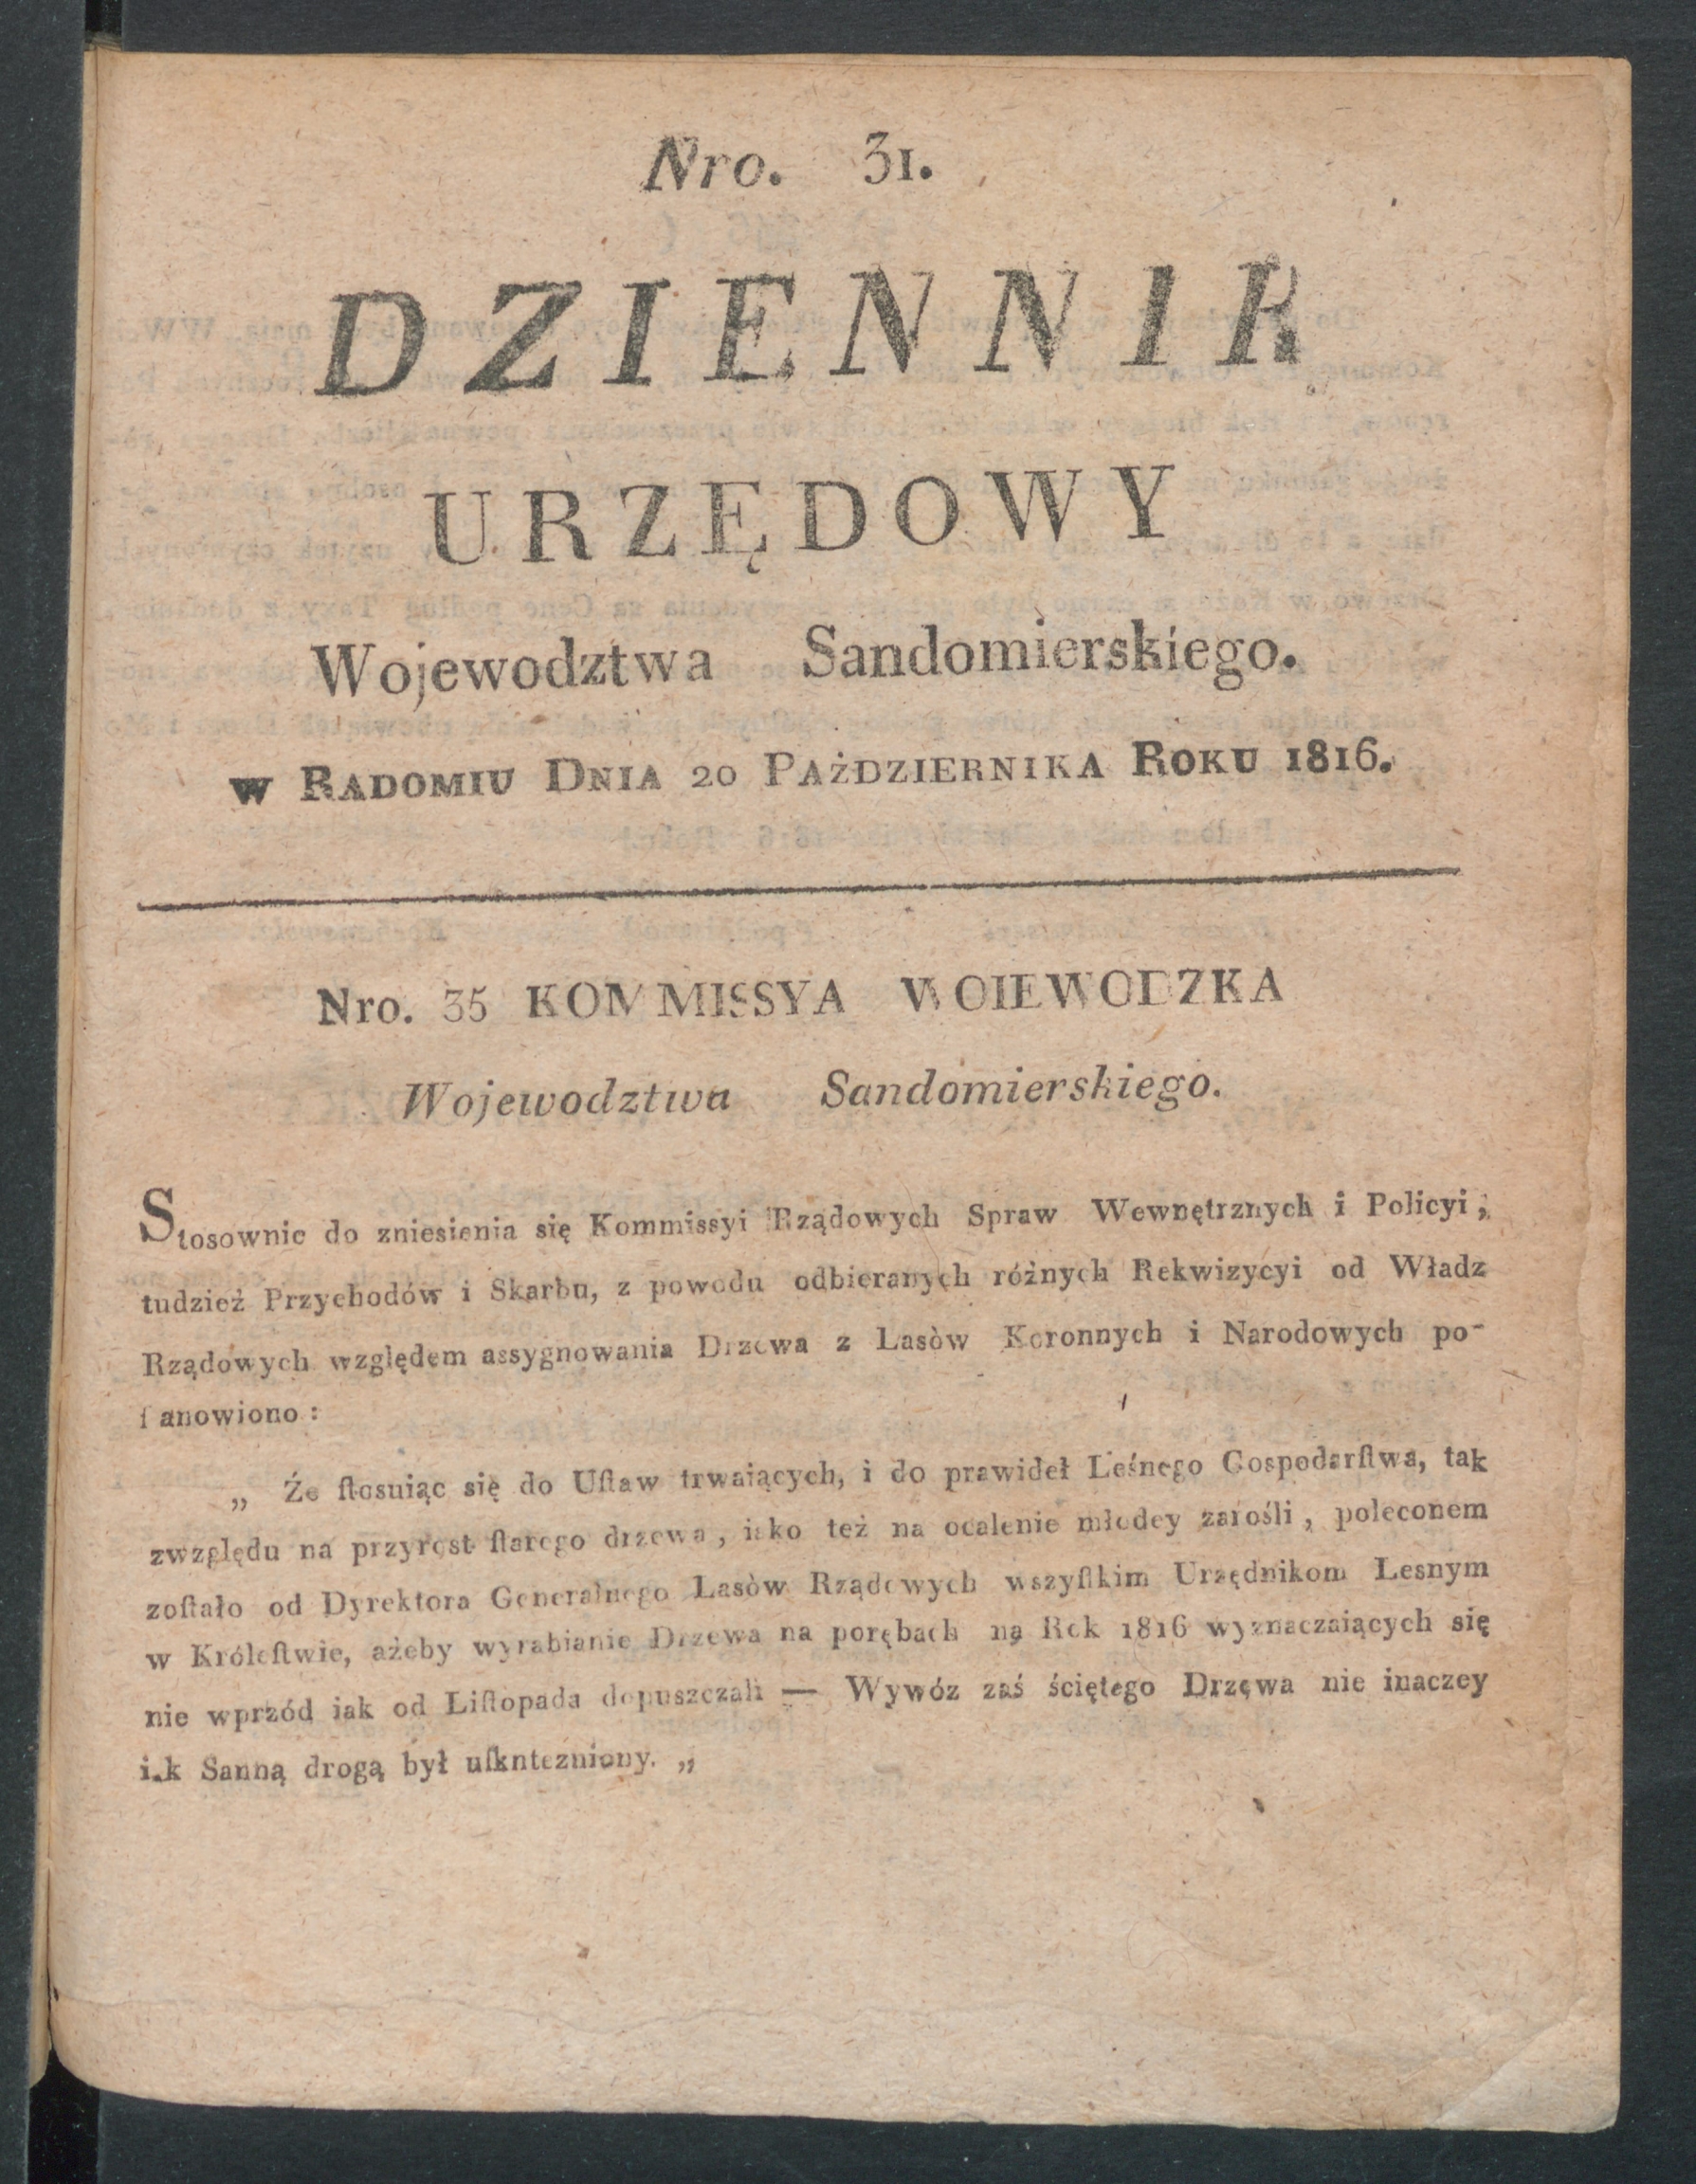 Nro. 31.
DZIENNIK
URZĘDOWY
Wojewodztwa Sandomierskiego.
w Radomiu Dnia 20 Paździerника Roku 1816.
Nro. 35 KOMMISSYA WOIEWODZKA
Wojewodztwa Sandomierskiego.
Stosownie do zniesienia się Kommissyi Rządowych Spraw Wewnętrznych i Policyi,
tudzież Przychodów i Skarbu, z powodu odbieranych różnych Rekwizycyi od Władz
Rządowych względem assygnowania Drzewa z Lasòw Koronnych i Narodowych po-
ſanowiono:
„ Że ſtosuiąc się do Uſtaw trwaiących, i do prawideł Leśnego Gospodarſtwa, tak
zwzględu na przyrost ſtarego drzewa, iako też na ocalenie młodey zarośli, poleconem
zoſtało od Dyrektora Generalnego Lasòw Rządowych wszyſtkim Urzędnikom Lesnym
w Króleſtwie, ażeby wyrabianie Drzewa na porębach na Rok 1816 wyznaczaiących się
nie wprzód iak od Liſtopada dopuszczali — Wywóz zaś ściętego Drzęwa nie inaczey
iak Sanną drogą był uſkntezniony. „